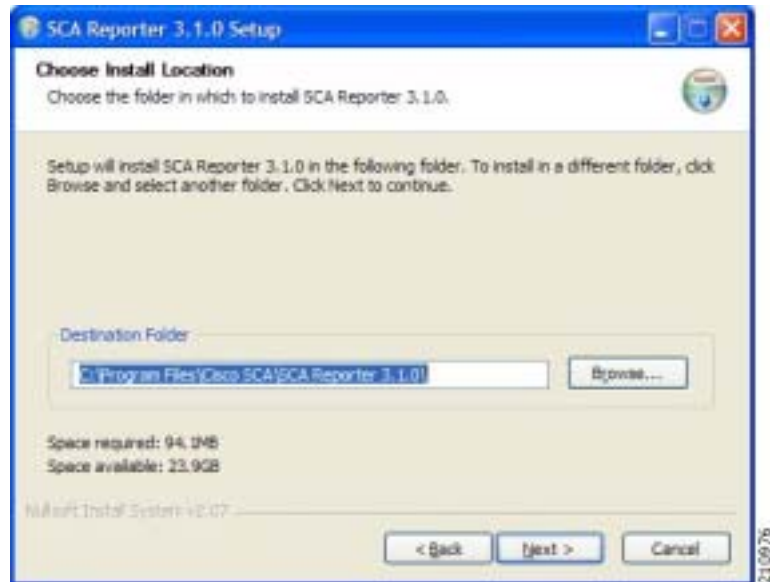 SCA Reporter 3.1.0 Setup
Choose Install Location
Choose the folder in which to install SCA Reporter 3.1.0.
Setup will install SCA Reporter 3.1.0 in the following folder. To install in a different folder, click
Browse and select another folder. Click Next to continue.
Destination Folder
C:\Program Files\Cisco SCA\SCA Reporter 3.1.0\
Browse...
Space required: 94.1MB
Space available: 23.9GB
Nullsoft Install System v2.07
< Back
Next >
Cancel
210976